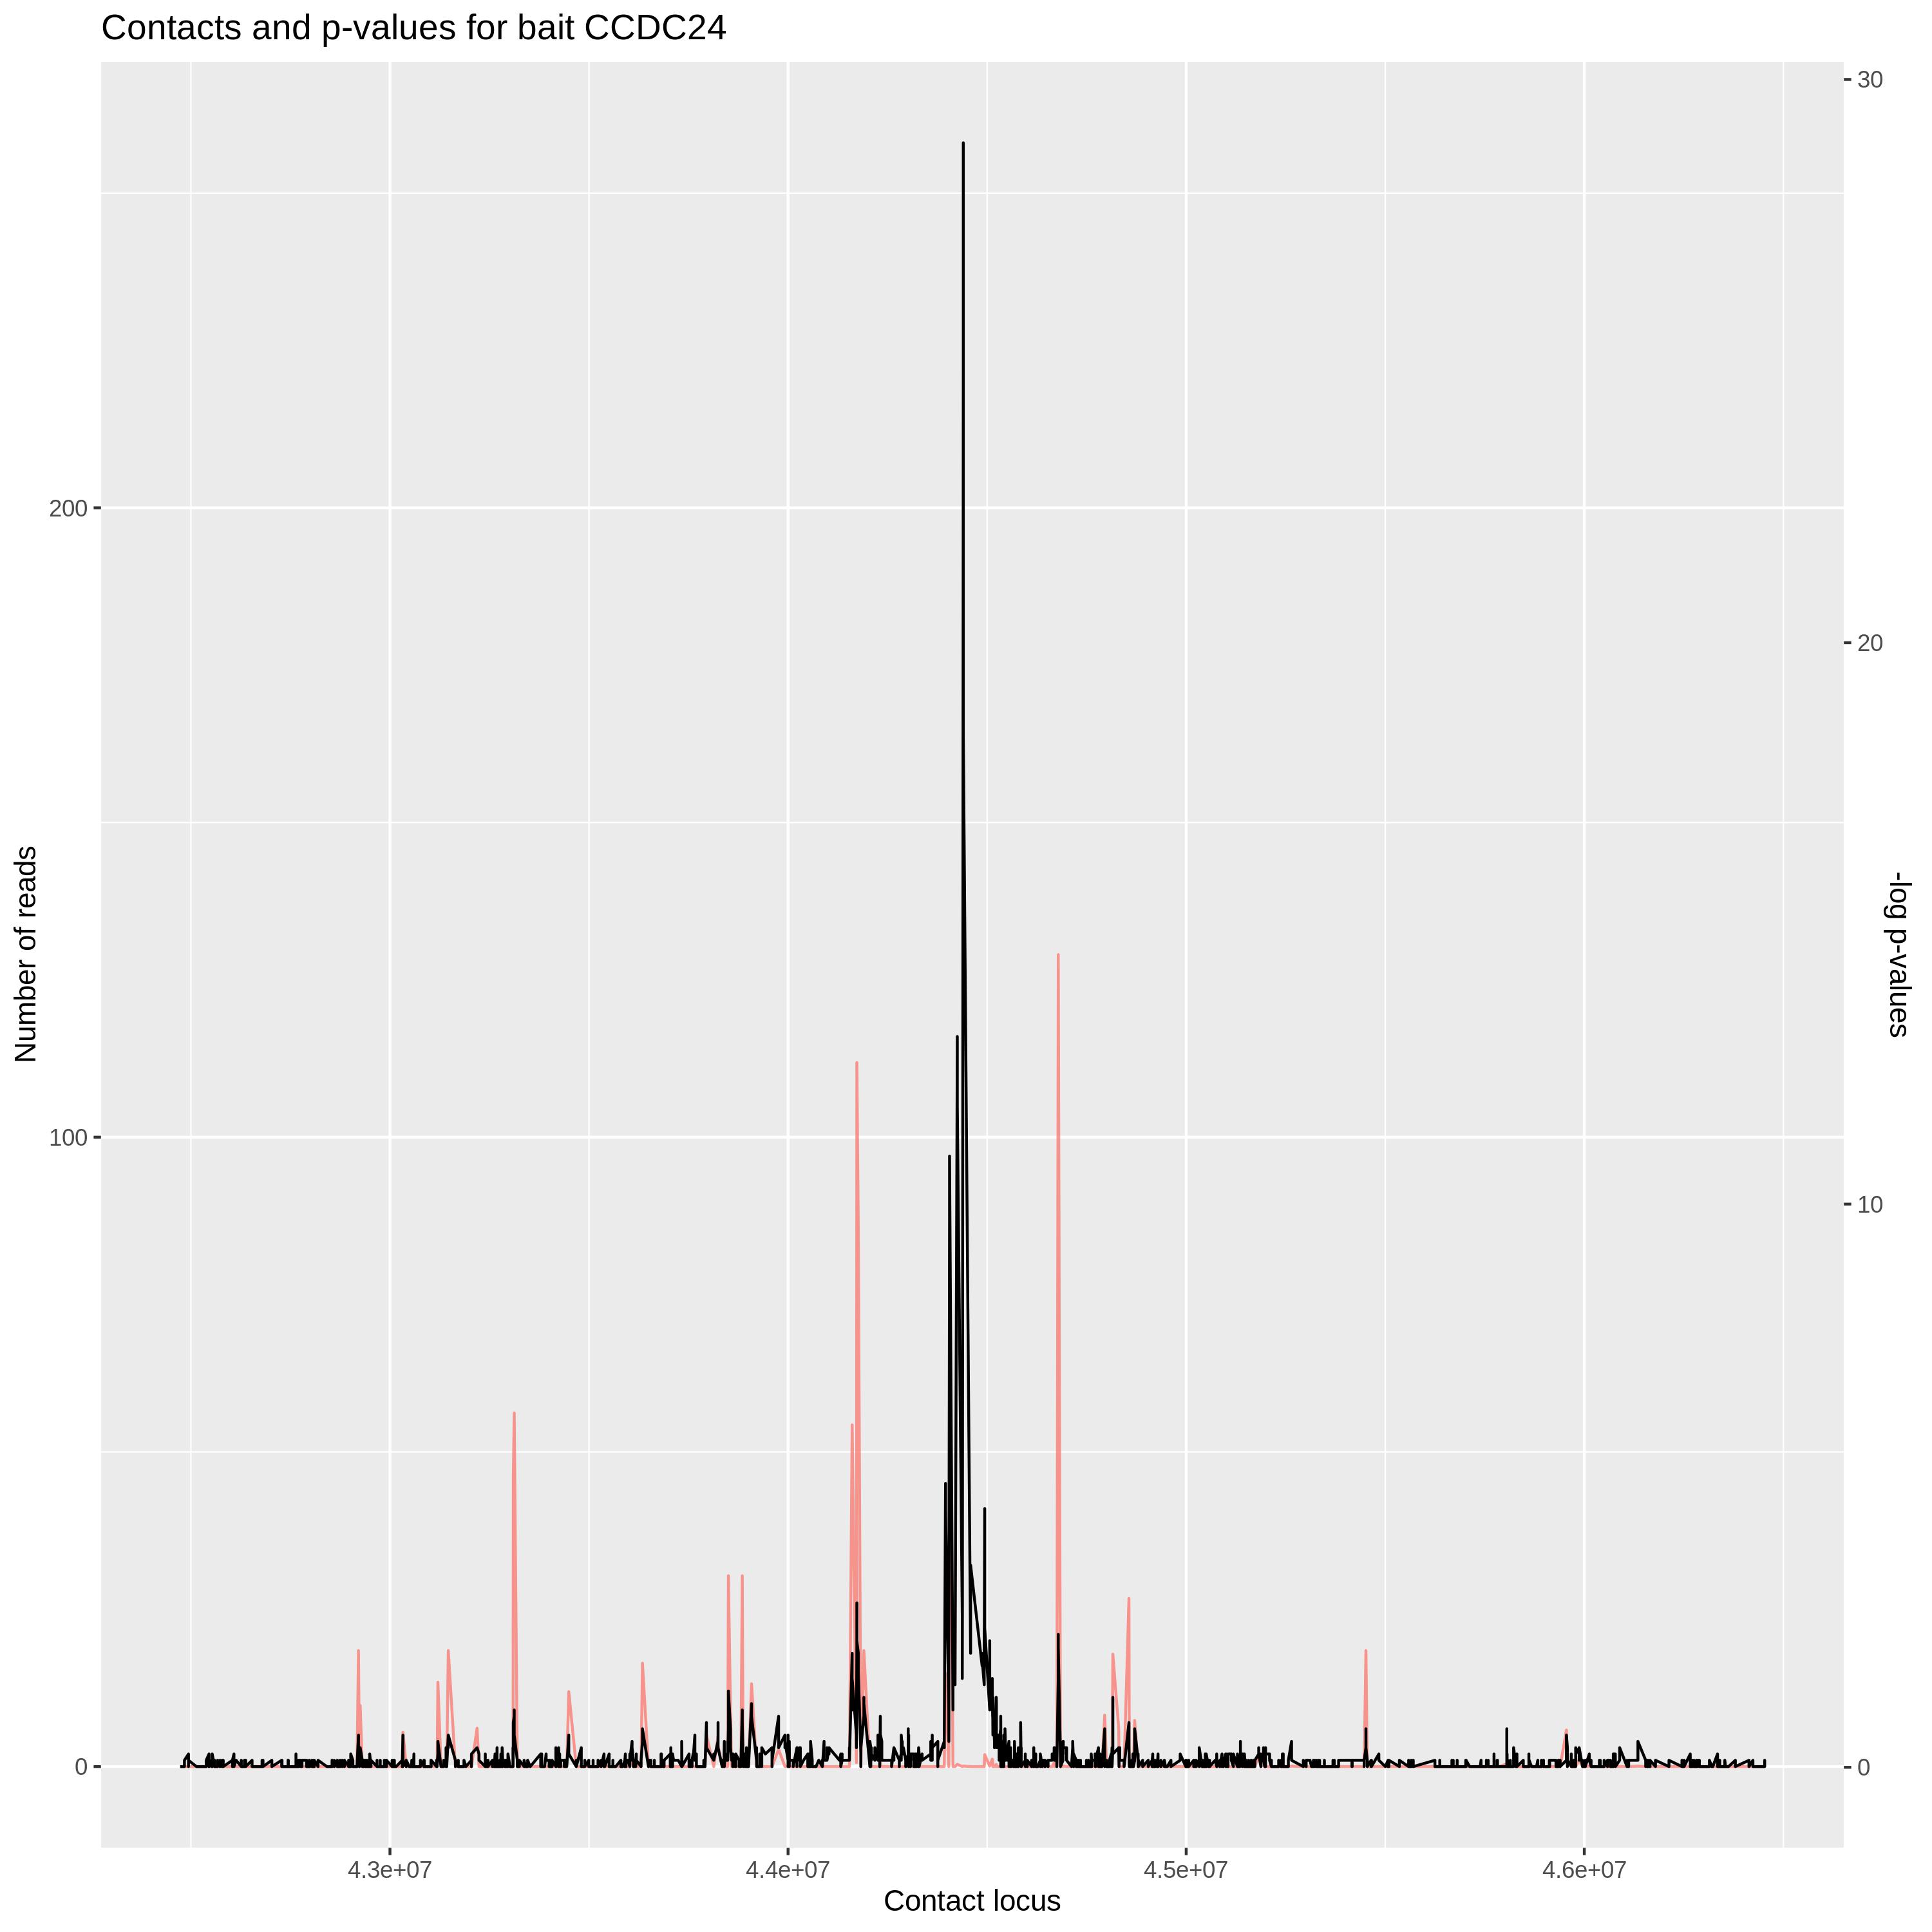 Contacts and p-values for bait CCDC24
30
200
20
Number of reads
-log p-values
100
10
0
0
4.3e+07
4.4e+07
4.5e+07
4.6e+07
Contact locus